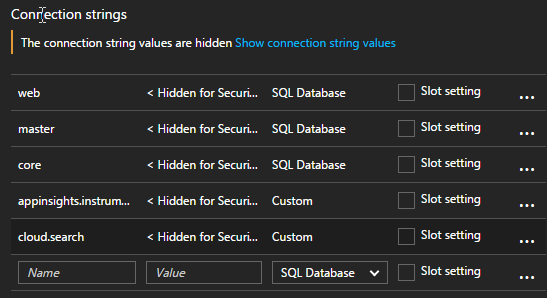 Connection strings
The connection string values are hidden Show connection string values
web < Hidden for Securi... SQL Database Slot setting ...
master < Hidden for Securi... SQL Database Slot setting ...
core < Hidden for Securi... SQL Database Slot setting ...
appinsights.instrum... < Hidden for Securi... Custom Slot setting ...
cloud.search < Hidden for Securi... Custom Slot setting ...
Name Value SQL Database Slot setting ...